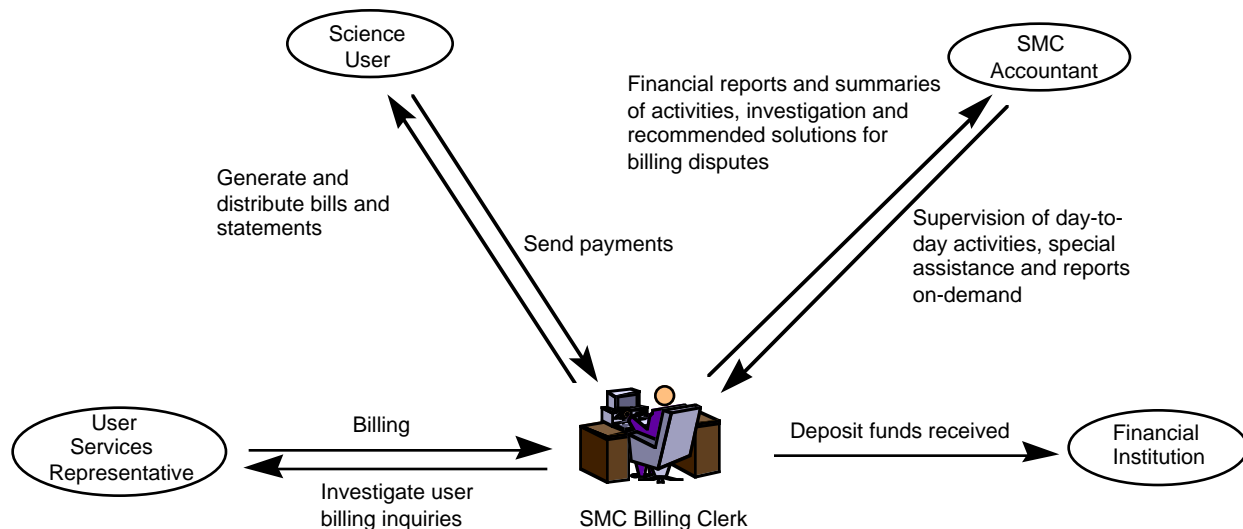 Science
User
SMC
Accountant
Financial reports and summaries
of activities, investigation and
recommended solutions for
billing disputes
Generate and
distribute bills and
statements
Send payments
Supervision of day-to-
day activities, special
assistance and reports
on-demand
User
Services
Representative
Billing
Investigate user
billing inquiries
SMC Billing Clerk
Deposit funds received
Financial
Institution